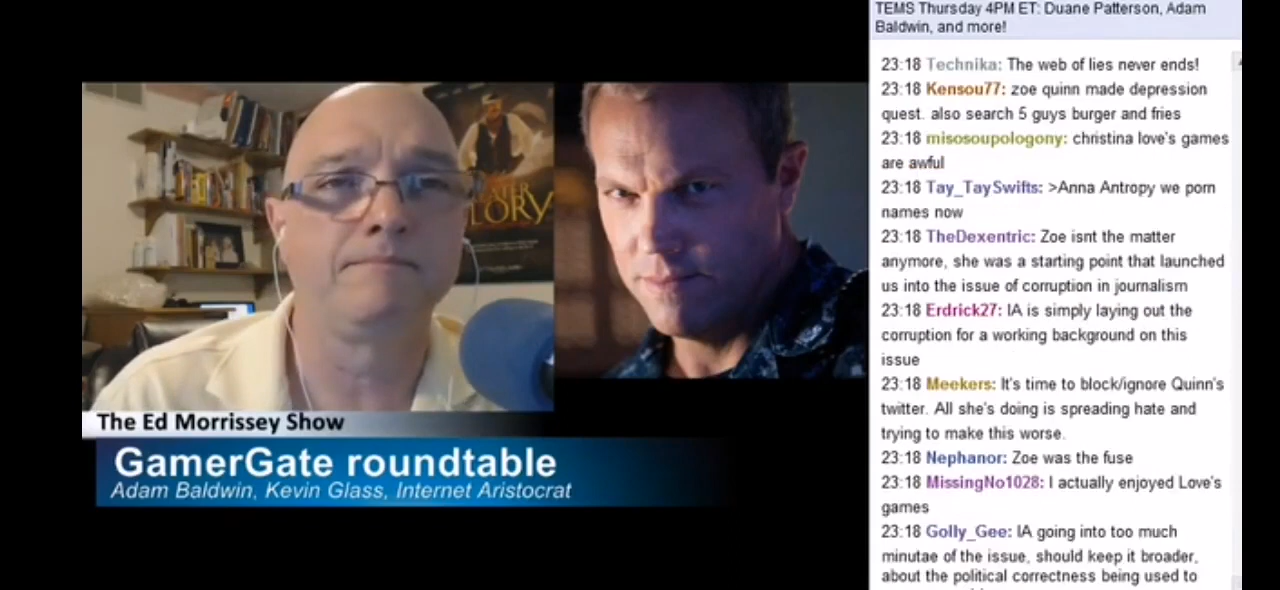 TEMS Thursday 4PM ET: Duane Patterson, Adam
Baldwin, and more!
23:18 Technika: The web of lies never ends!
23:18 Kensou77: zoe quinn made depression
quest. also search 5 guys burger and fries
23:18 misosoupologony: christina love's games
are awful
23:18 Tay_TaySwifts: >Anna Antropy we porn
names now
23:18 TheDexentric: Zoe isnt the matter
anymore, she was a starting point that launched
us into the issue of corruption in journalism
23:18 Erdrick27: IA is simply laying out the
corruption for a working background on this
issue
23:18 Meekers: It's time to block/ignore Quinn's
twitter. All she's doing is spreading hate and
trying to make this worse.
23:18 Nephanor: Zoe was the fuse
23:18 MissingNo1028: I actually enjoyed Love's
games
23:18 Golly_Gee: IA going into too much
minutae of the issue, should keep it broader,
about the political correctness being used to
LORY
The Ed Morrissey Show
GamerGate roundtable
Adam Baldwin, Kevin Glass, Internet Aristocrat